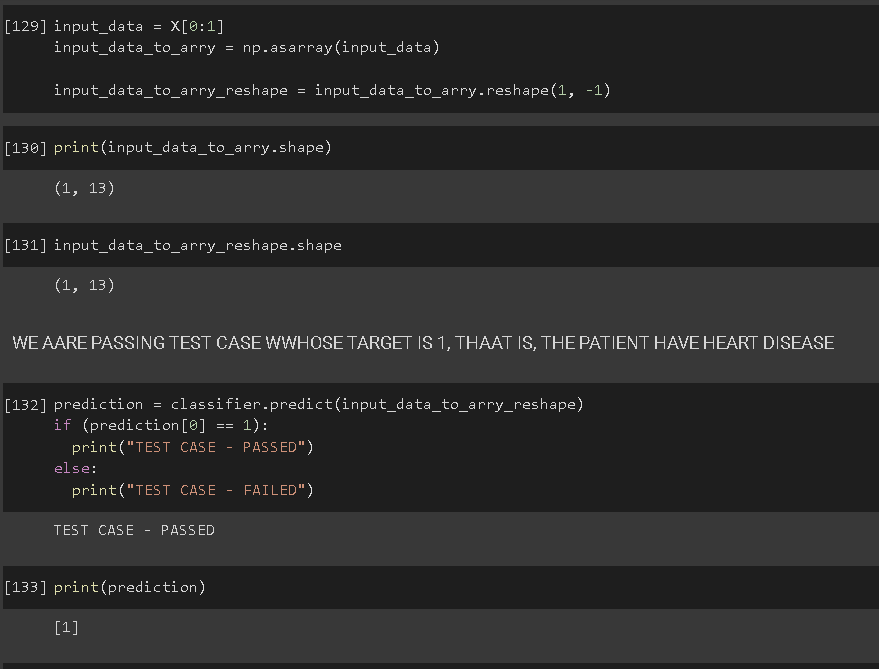 [129] input_data = X[0:1]
input_data_to_arry = np.asarray(input_data)
input_data_to_arry_reshape = input_data_to_arry.reshape(1, -1)
[130] print(input_data_to_arry.shape)
(1, 13)
[131] input_data_to_arry_reshape.shape
(1, 13)
WE AARE PASSING TEST CASE WWHOSE TARGET IS 1, THAAT IS, THE PATIENT HAVE HEART DISEASE
[132] prediction = classifier.predict(input_data_to_arry_reshape)
if (prediction[0] == 1):
print("TEST CASE - PASSED")
else:
print("TEST CASE - FAILED")
TEST CASE - PASSED
[133] print(prediction)
[1]